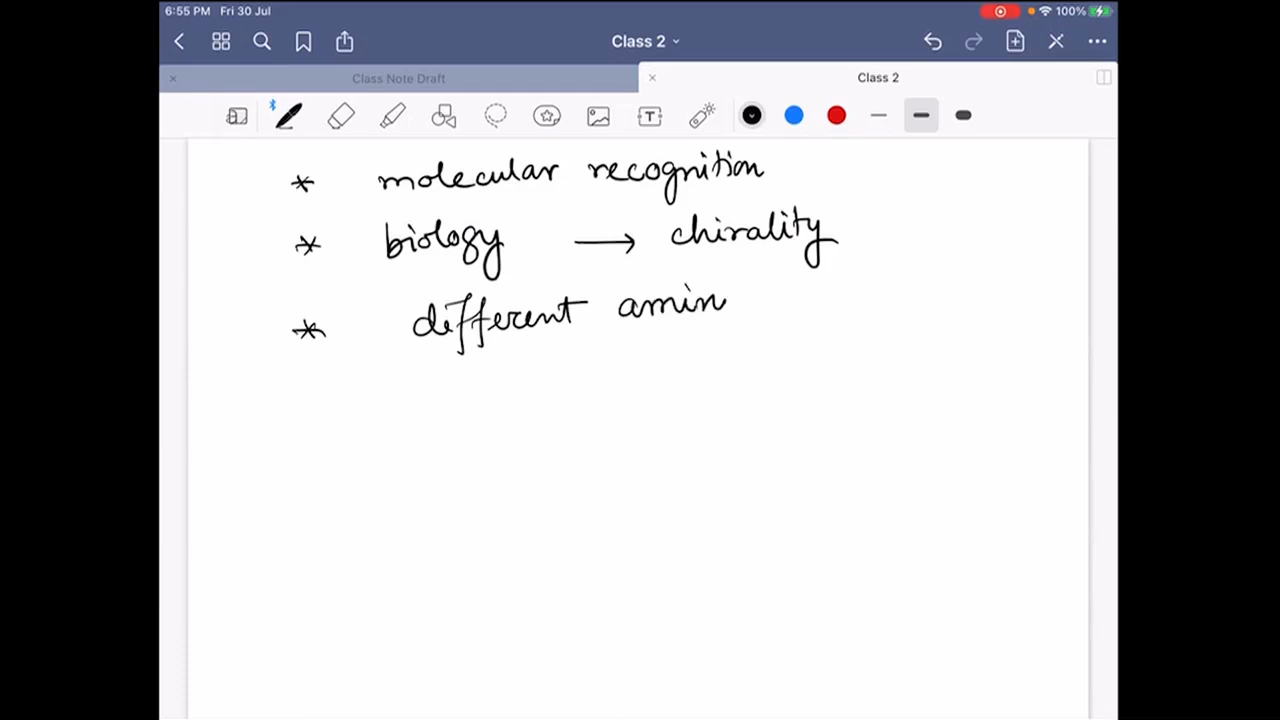 6:55 PM Fri 30 Jul 100%
Class 2
Class Note Draft Class 2
T
* molecular recognition
* biology → chirality
* different amin